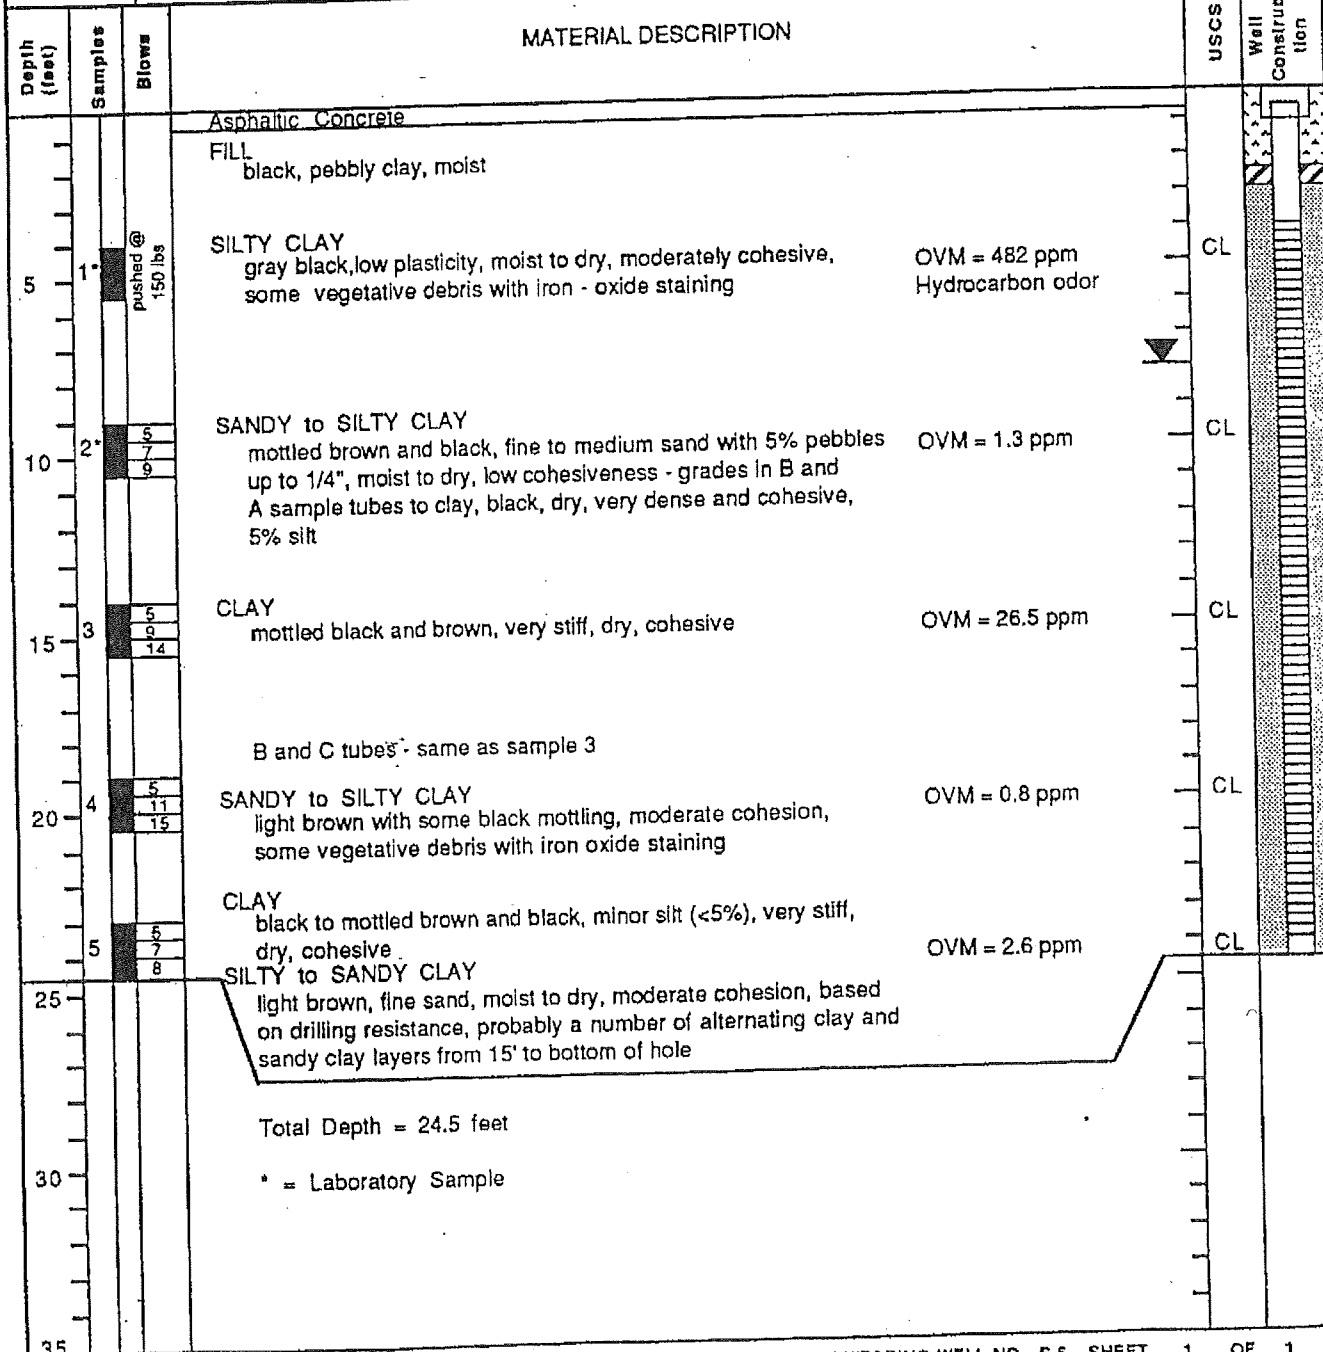 Depth (feet)
Samples
Blows
MATERIAL DESCRIPTION
USCS
Well
tion
Asphaltic Concrete
FILL
black, pebbly clay, moist
SILTY CLAY
gray black,low plasticity, moist to dry, moderately cohesive,
some vegetative debris with iron - oxide staining
OVM = 482 ppm
Hydrocarbon odor
CL
5
1*
pushed @
150 lbs
SANDY to SILTY CLAY
mottled brown and black, fine to medium sand with 5% pebbles
up to 1/4", moist to dry, low cohesiveness - grades in B and
A sample tubes to clay, black, dry, very dense and cohesive,
5% silt
OVM = 1.3 ppm
CL
10
2*
5
7
9
CLAY
mottled black and brown, very stiff, dry, cohesive
OVM = 26.5 ppm
CL
15
3
5
9
14
B and C tubes - same as sample 3
SANDY to SILTY CLAY
light brown with some black mottling, moderate cohesion,
some vegetative debris with iron oxide staining
OVM = 0.8 ppm
CL
20
4
5
11
15
CLAY
black to mottled brown and black, minor silt (<5%), very stiff,
dry, cohesive
OVM = 2.6 ppm
CL
5
7
8
SILTY to SANDY CLAY
light brown, fine sand, moist to dry, moderate cohesion, based
on drilling resistance, probably a number of alternating clay and
sandy clay layers from 15' to bottom of hole
25
Total Depth = 24.5 feet
30
* = Laboratory Sample
35
WELL NO. SHEET 1 OF 1